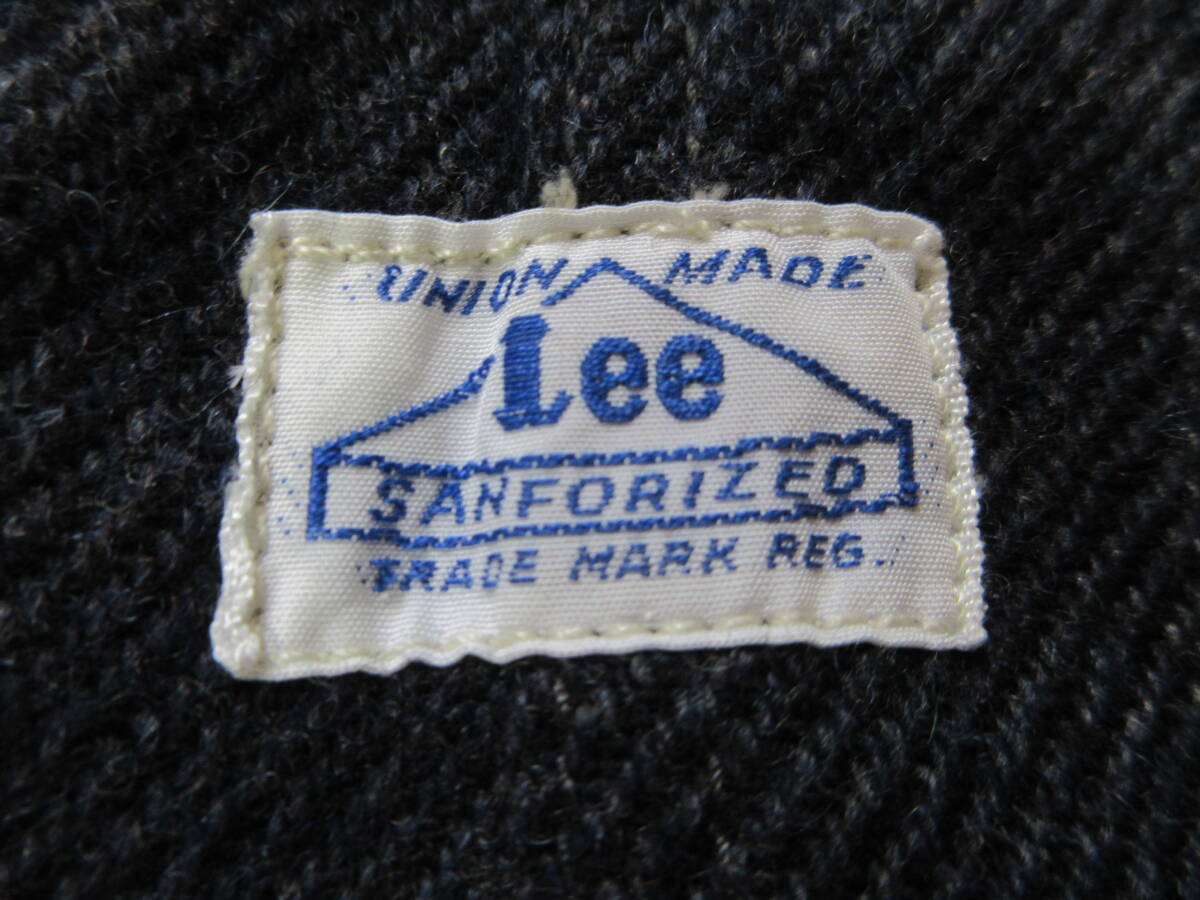 UNION MADE
Lee
SANFORIZED
TRADE MARK REG.